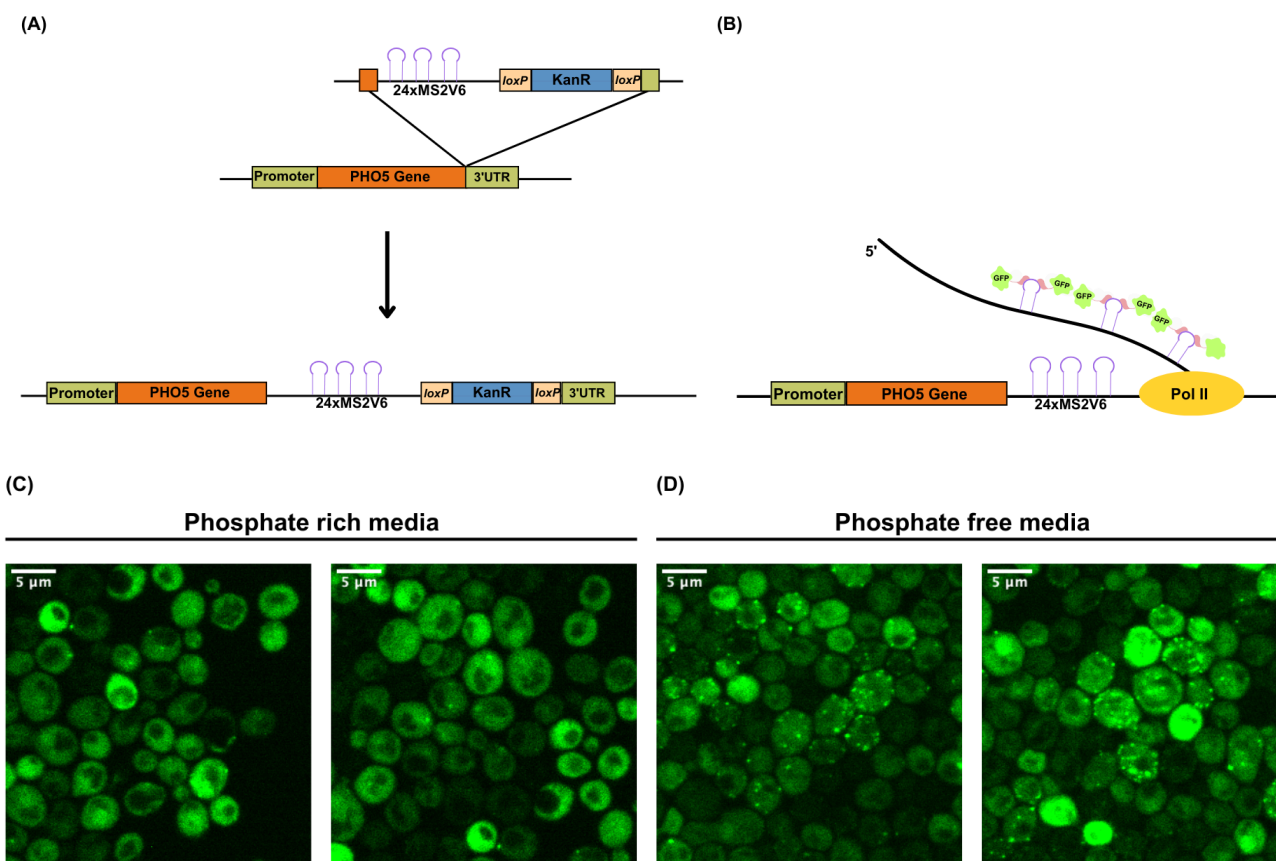 (A)
loxP KanR loxP
24xMS2V6
Promoter PHO5 Gene 3'UTR
Promoter PHO5 Gene loxP KanR loxP 3'UTR
24xMS2V6
(B)
5'
GFP GFP GFP GFP GFP
Promoter PHO5 Gene Pol II
24xMS2V6
(C)
Phosphate rich media
5 µm 5 µm
(D)
Phosphate free media
5 µm 5 µm